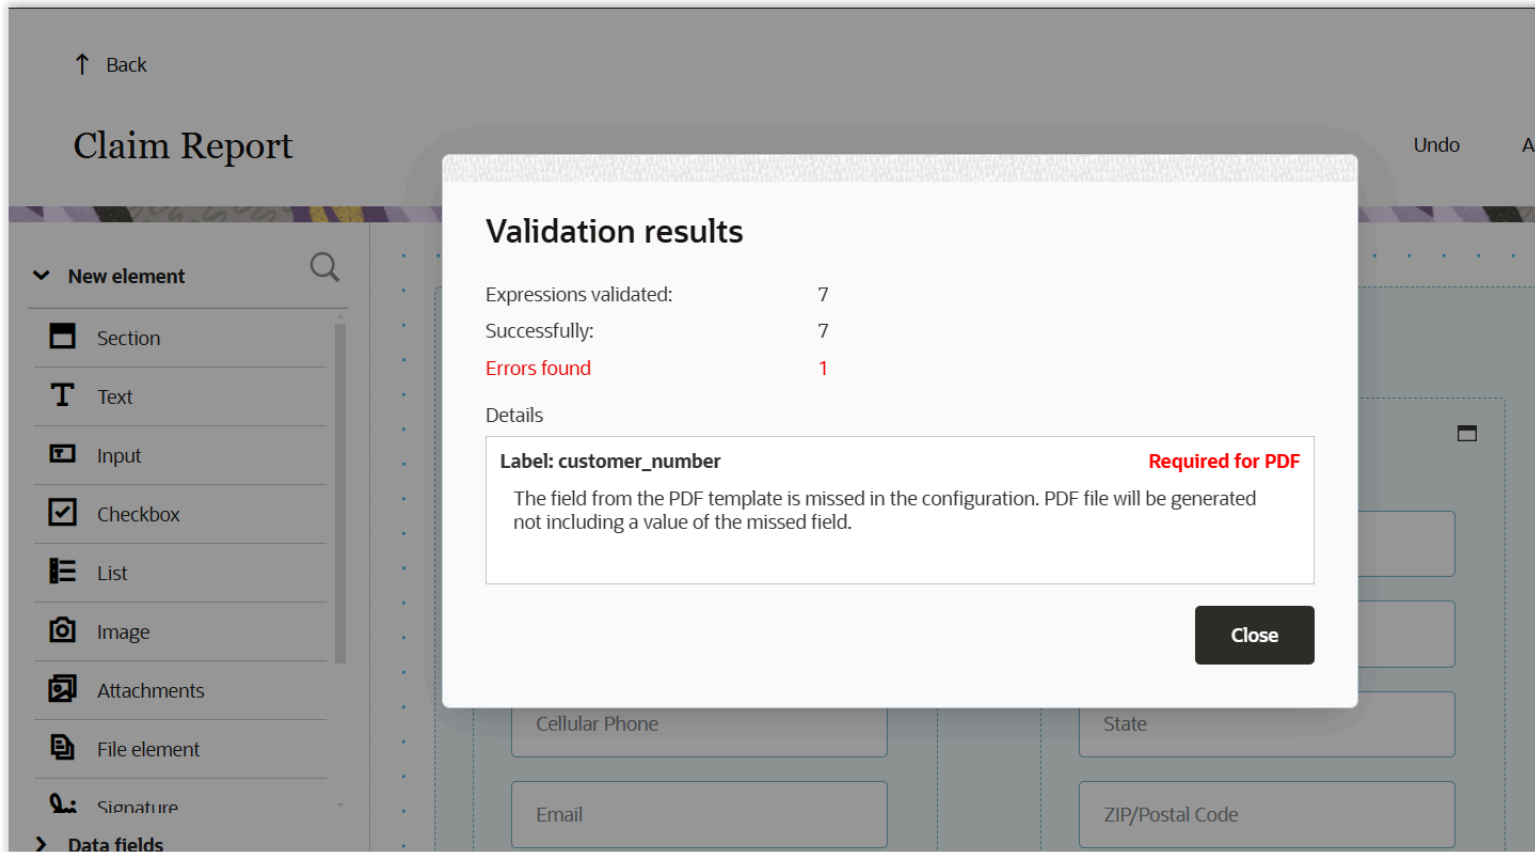 Back
Claim Report
Undo
Validation results
New element
Expressions validated: 7
Section
Successfully: 7
Errors found 1
Text
Details
Input
Label: customer_number Required for PDF
The field from the PDF template is missed in the configuration. PDF file will be generated
not including a value of the missed field.
Checkbox
List
Image
Close
Attachments
Cellular Phone
State
File element
Signature
Email
ZIP/Postal Code
Data fields